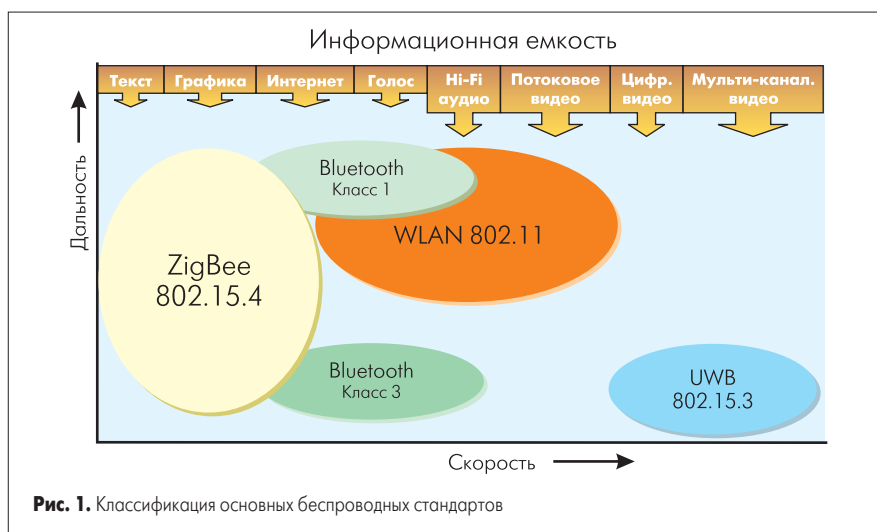 Информационная емкость
Текст
Графика
Интернет
Голос
Hi-Fi
аудио
Потоковое
видео
Цифр.
видео
Мульти-канал.
видео
Дальность
Bluetooth
Класс 1
WLAN 802.11
ZigBee
802.15.4
Bluetooth
Класс 3
UWB
802.15.3
Скорость
Рис. 1. Классификация основных беспроводных стандартов